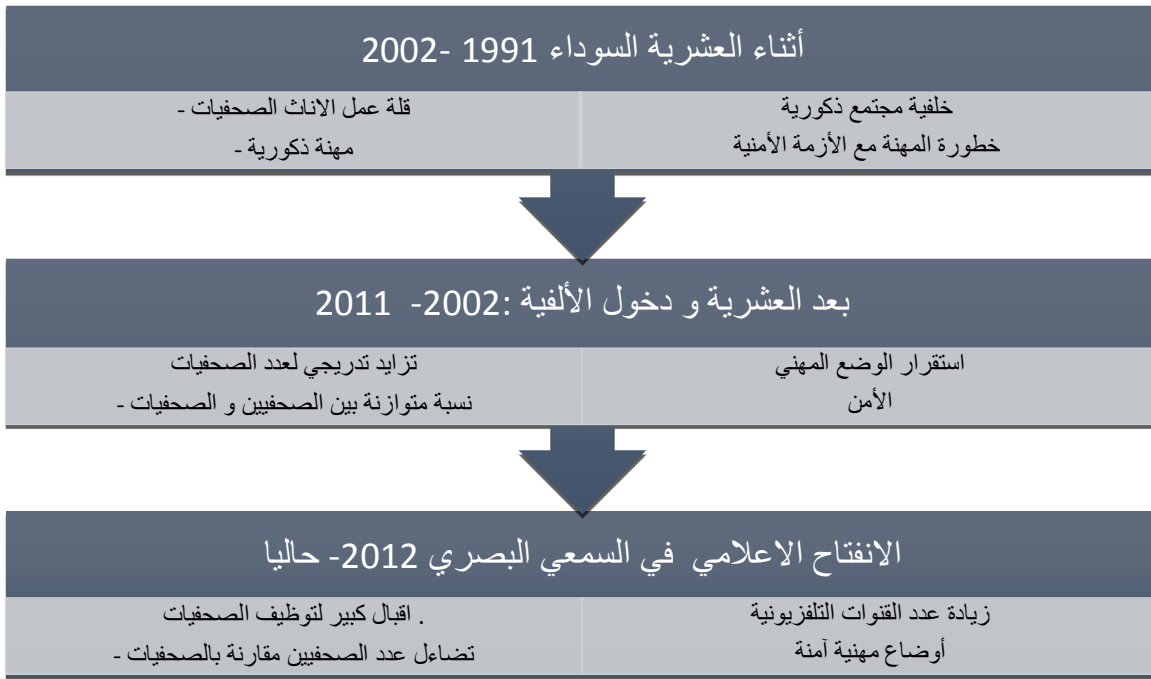 أثناء العشرية السوداء 1991 -2002
خلفية مجتمع ذكورية
خطورة المهنة مع الأزمة الأمنية
قلة عمل الاناث الصحفيات -
مهنة ذكورية -
بعد العشرية و دخول الألفية :2002- 2011
استقرار الوضع المهني
الأمن
تزايد تدريجي لعدد الصحفيات
نسبة متوازنة بين الصحفيين و الصحفيات -
الانفتاح الاعلامي في السمعي البصري 2012- حاليا
زيادة عدد القنوات التلفزيونية
أوضاع مهنية آمنة
. اقبال كبير لتوظيف الصحفيات
تضاءل عدد الصحفيين مقارنة بالصحفيات -